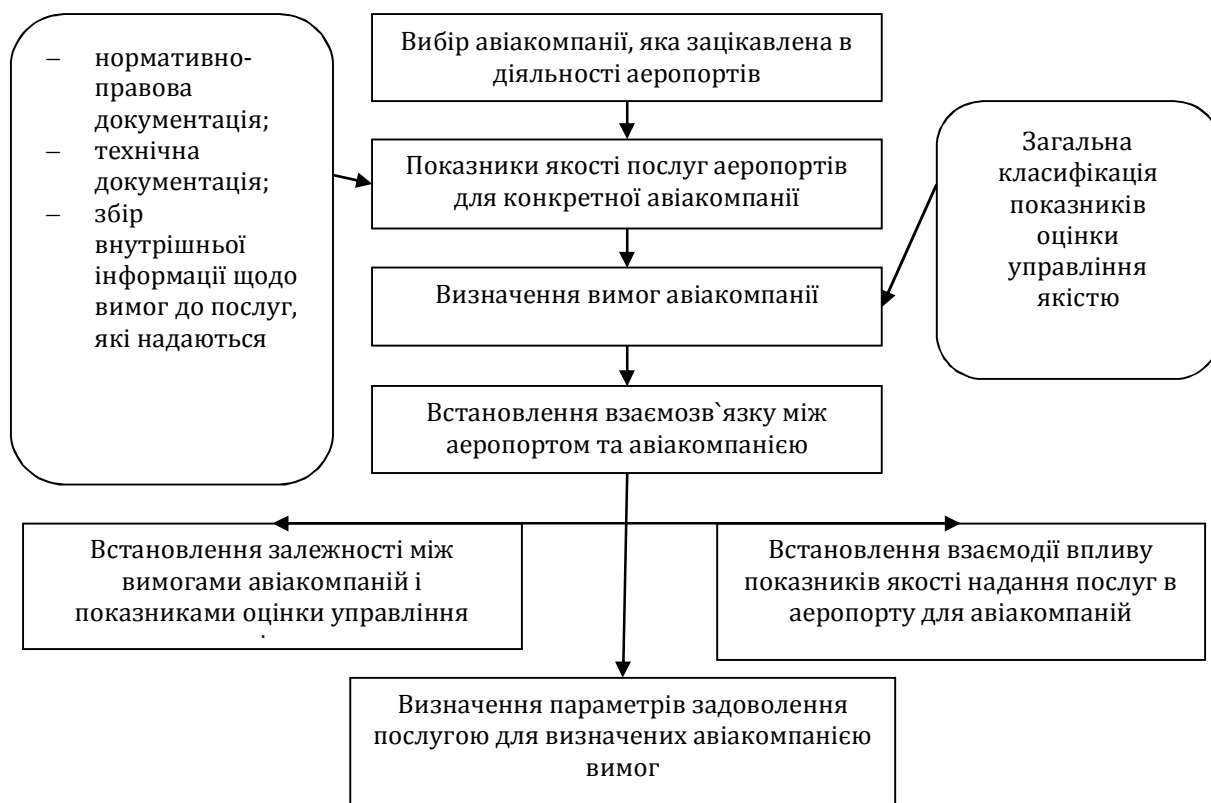 Вибір авіакомпанії, яка зацікавлена в
діяльності аеропортів
– нормативно-
правова
документація;
– технічна
документація;
– збір
внутрішньої
інформації щодо
вимог до послуг,
які надаються
Показники якості послуг аеропортів
для конкретної авіакомпанії
Загальна
класифікація
показників
оцінки
управління
якістю
Визначення вимог авіакомпанії
Встановлення взаємозв`язку між
аеропортом та авіакомпанією
Встановлення залежності між
вимогами авіакомпаній і
показниками оцінки управління
Встановлення взаємодії впливу
показників якості надання послуг в
аеропорту для авіакомпаній
Визначення параметрів задоволення
послугою для визначених авіакомпанією
вимог